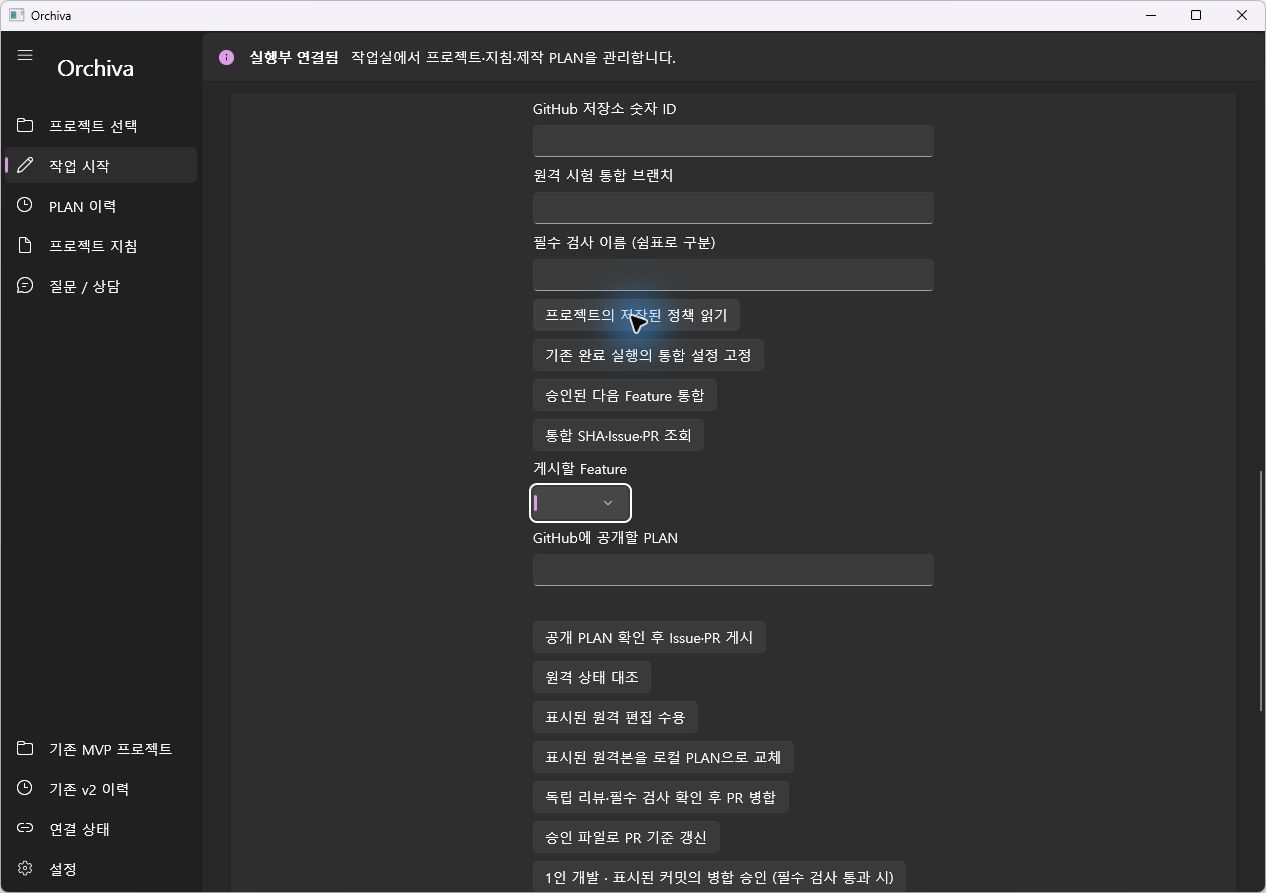 Orchiva
Orchiva
실행부 연결됨 작업실에서 프로젝트·지침·제작 PLAN을 관리합니다.
프로젝트 선택
작업 시작
PLAN 이력
프로젝트 지침
질문 / 상담
기존 MVP 프로젝트
기존 v2 이력
연결 상태
설정
GitHub 저장소 숫자 ID
원격 시험 통합 브랜치
필수 검사 이름 (쉼표로 구분)
프로젝트의 저장된 정책 읽기
기존 완료 실행의 통합 설정 고정
승인된 다음 Feature 통합
통합 SHA·Issue·PR 조회
게시할 Feature
GitHub에 공개할 PLAN
공개 PLAN 확인 후 Issue·PR 게시
원격 상태 대조
표시된 원격 편집 수용
표시된 원격본을 로컬 PLAN으로 교체
독립 리뷰·필수 검사 확인 후 PR 병합
승인 파일로 PR 기준 갱신
1인 개발 · 표시된 커밋의 병합 승인 (필수 검사 통과 시)